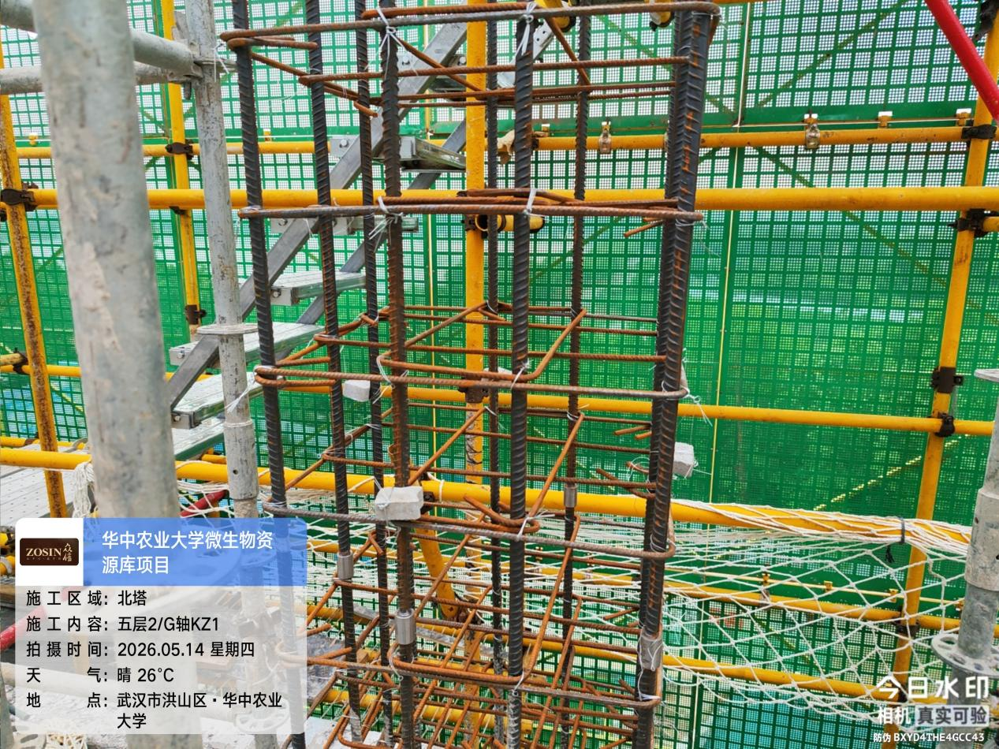 ZOSIN 众信
华中农业大学微生物资
源库项目
施工区域：北塔
施工内容：五层2/G轴KZ1
拍摄时间：2026.05.14 星期四
天气：晴 26°C
地点：武汉市洪山区·华中农业
大学
今日水印
相机 真实可验
防伪 BXYD4THE4GCC43